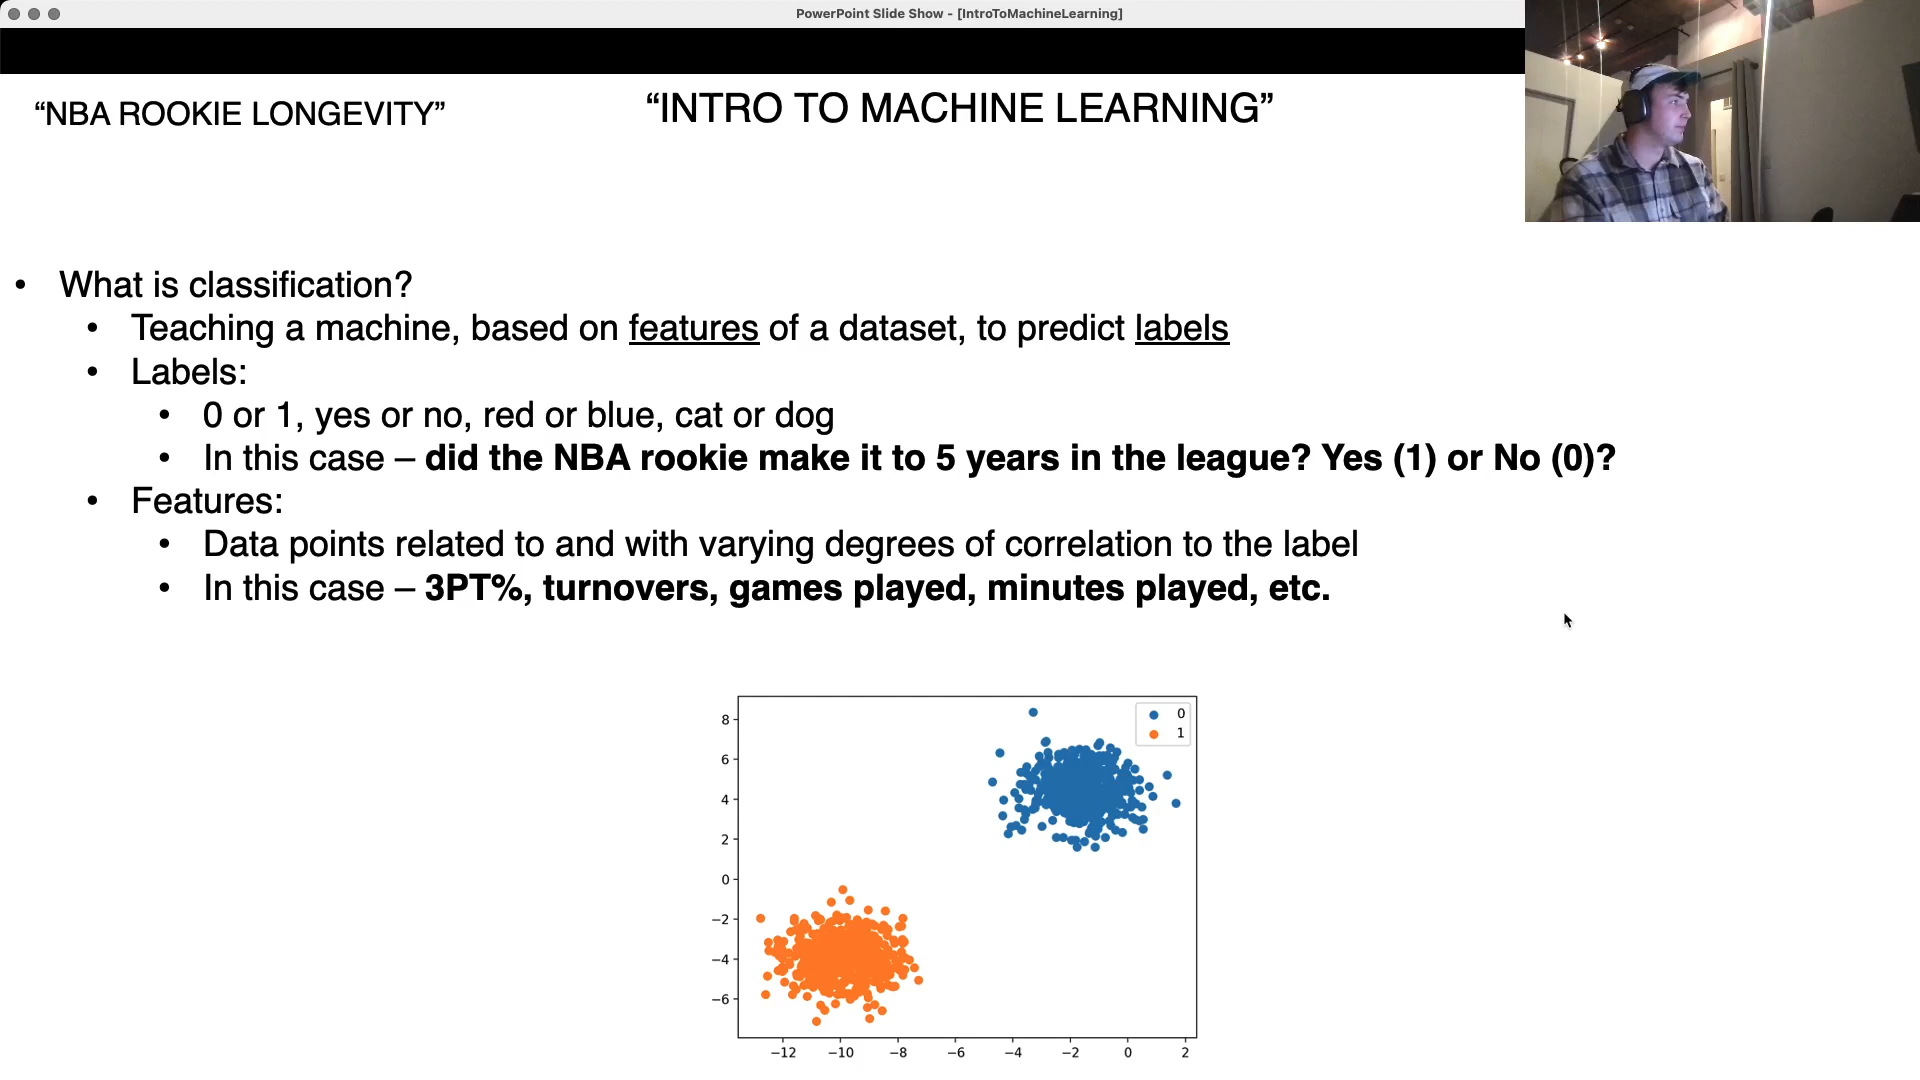 PowerPoint Slide Show - [IntroToMachineLearning]
“NBA ROOKIE LONGEVITY”
“INTRO TO MACHINE LEARNING”
• What is classification?
• Teaching a machine, based on features of a dataset, to predict labels
• Labels:
• 0 or 1, yes or no, red or blue, cat or dog
• In this case – did the NBA rookie make it to 5 years in the league? Yes (1) or No (0)?
• Features:
• Data points related to and with varying degrees of correlation to the label
• In this case – 3PT%, turnovers, games played, minutes played, etc.
0
1
8
6
4
2
0
−2
−4
−6
−12 −10 −8 −6 −4 −2 0 2